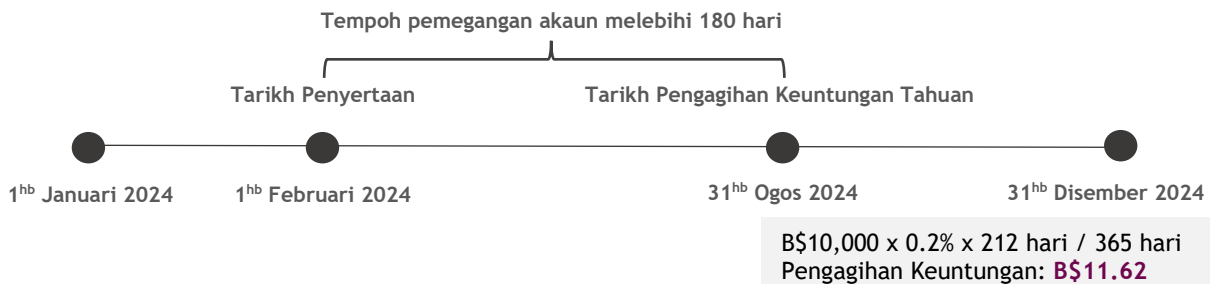 Tempoh pemegangan akaun melebihi 180 hari
Tarikh Penyertaan
Tarikh Pengagihan Keuntungan Tahuan
1hb Januari 2024
1hb Februari 2024
31hb Ogos 2024
31hb Disember 2024
B$10,000 x 0.2% x 212 hari / 365 hari
Pengagihan Keuntungan: B$11.62